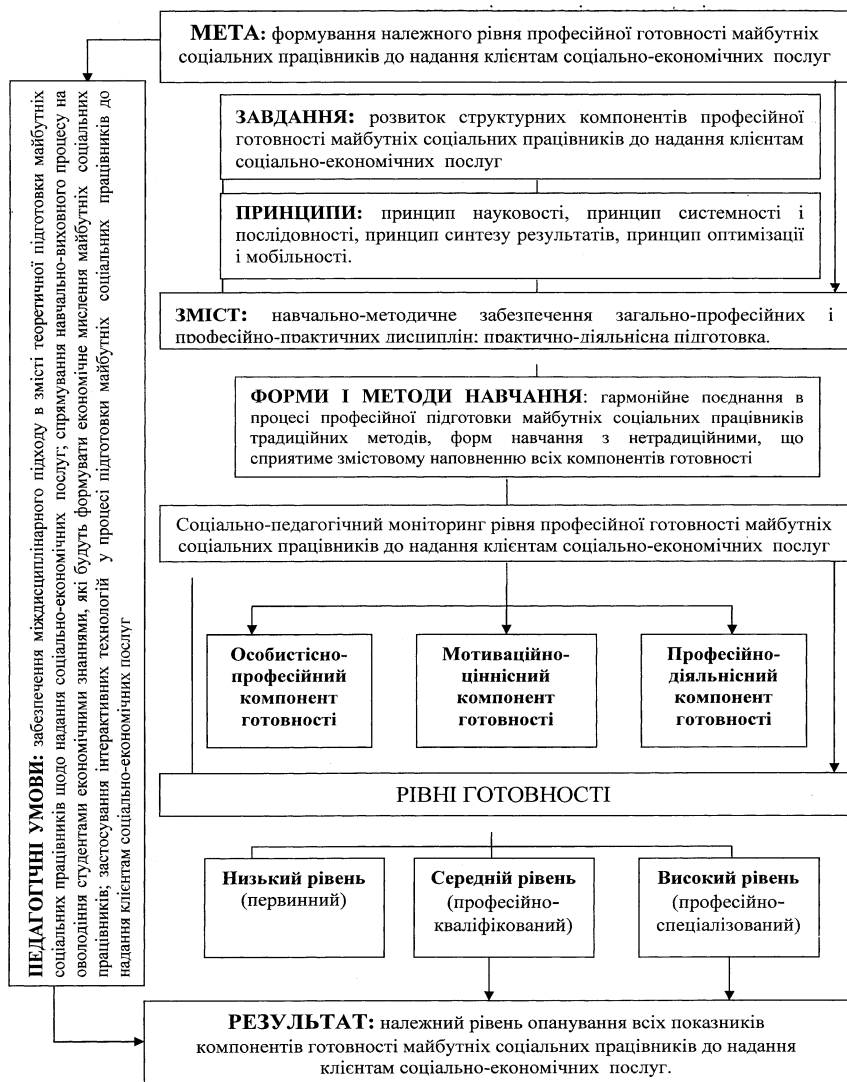 МЕТА: формування належного рівня професійної готовності майбутніх
соціальних працівників до надання клієнтам соціально-економічних послуг
ЗАВДАННЯ: розвиток структурних компонентів професійної
готовності майбутніх соціальних працівників до надання клієнтам
соціально-економічних послуг
ПРИНЦИПИ: принцип науковості, принцип системності і
послідовності, принцип синтезу результатів, принцип оптимізації
і мобільності.
ЗМІСТ: навчально-методичне забезпечення загально-професійних і
професійно-практичних дисциплін; практично-діяльнісна підготовка.
ФОРМИ І МЕТОДИ НАВЧАННЯ: гармонійне поєднання в
процесі професійної підготовки майбутніх соціальних працівників
традиційних методів, форм навчання з нетрадиційними, що
сприятиме змістовому наповненню всіх компонентів готовності
Соціально-педагогічний моніторинг рівня професійної готовності майбутніх
соціальних працівників до надання клієнтам соціально-економічних послуг
Особистісно-
професійний
компонент
готовності
Мотиваційно-
ціннісний
компонент
готовності
Професійно-
діяльнісний
компонент
готовності
РІВНІ ГОТОВНОСТІ
Низький рівень
(первинний)
Середній рівень
(професійно-
кваліфікований)
Високий рівень
(професійно-
спеціалізований)
ПЕДАГОГІЧНІ УМОВИ: забезпечення міждисциплінарного підходу в змісті теоретичної підготовки майбутніх
соціальних працівників щодо надання соціально-економічних послуг; спрямування навчально-виховного процесу на
оволодіння студентами економічними знаннями, які будуть формувати економічне мислення майбутніх соціальних
працівників; застосування інтерактивних технологій у процесі підготовки майбутніх соціальних працівників до
надання клієнтам соціально-економічних послуг
РЕЗУЛЬТАТ: належний рівень опанування всіх показників
компонентів готовності майбутніх соціальних працівників до надання
клієнтам соціально-економічних послуг.